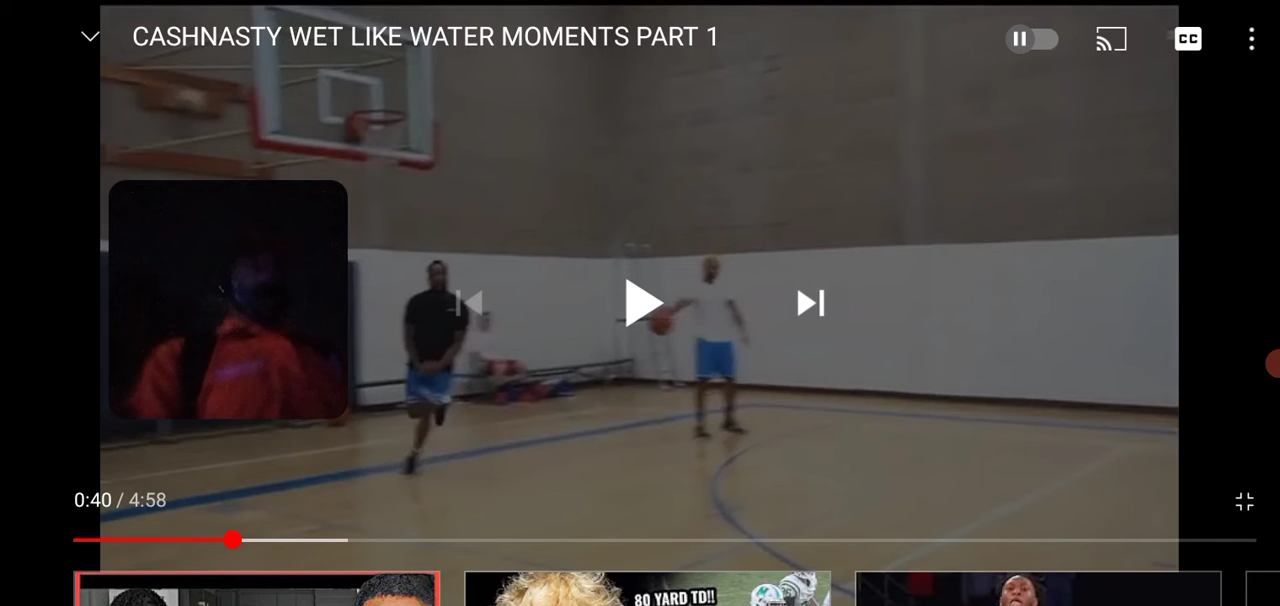 CASHNASTY WET LIKE WATER MOMENTS PART 1
CC
0:40 / 4:58
80 YARD TD!!